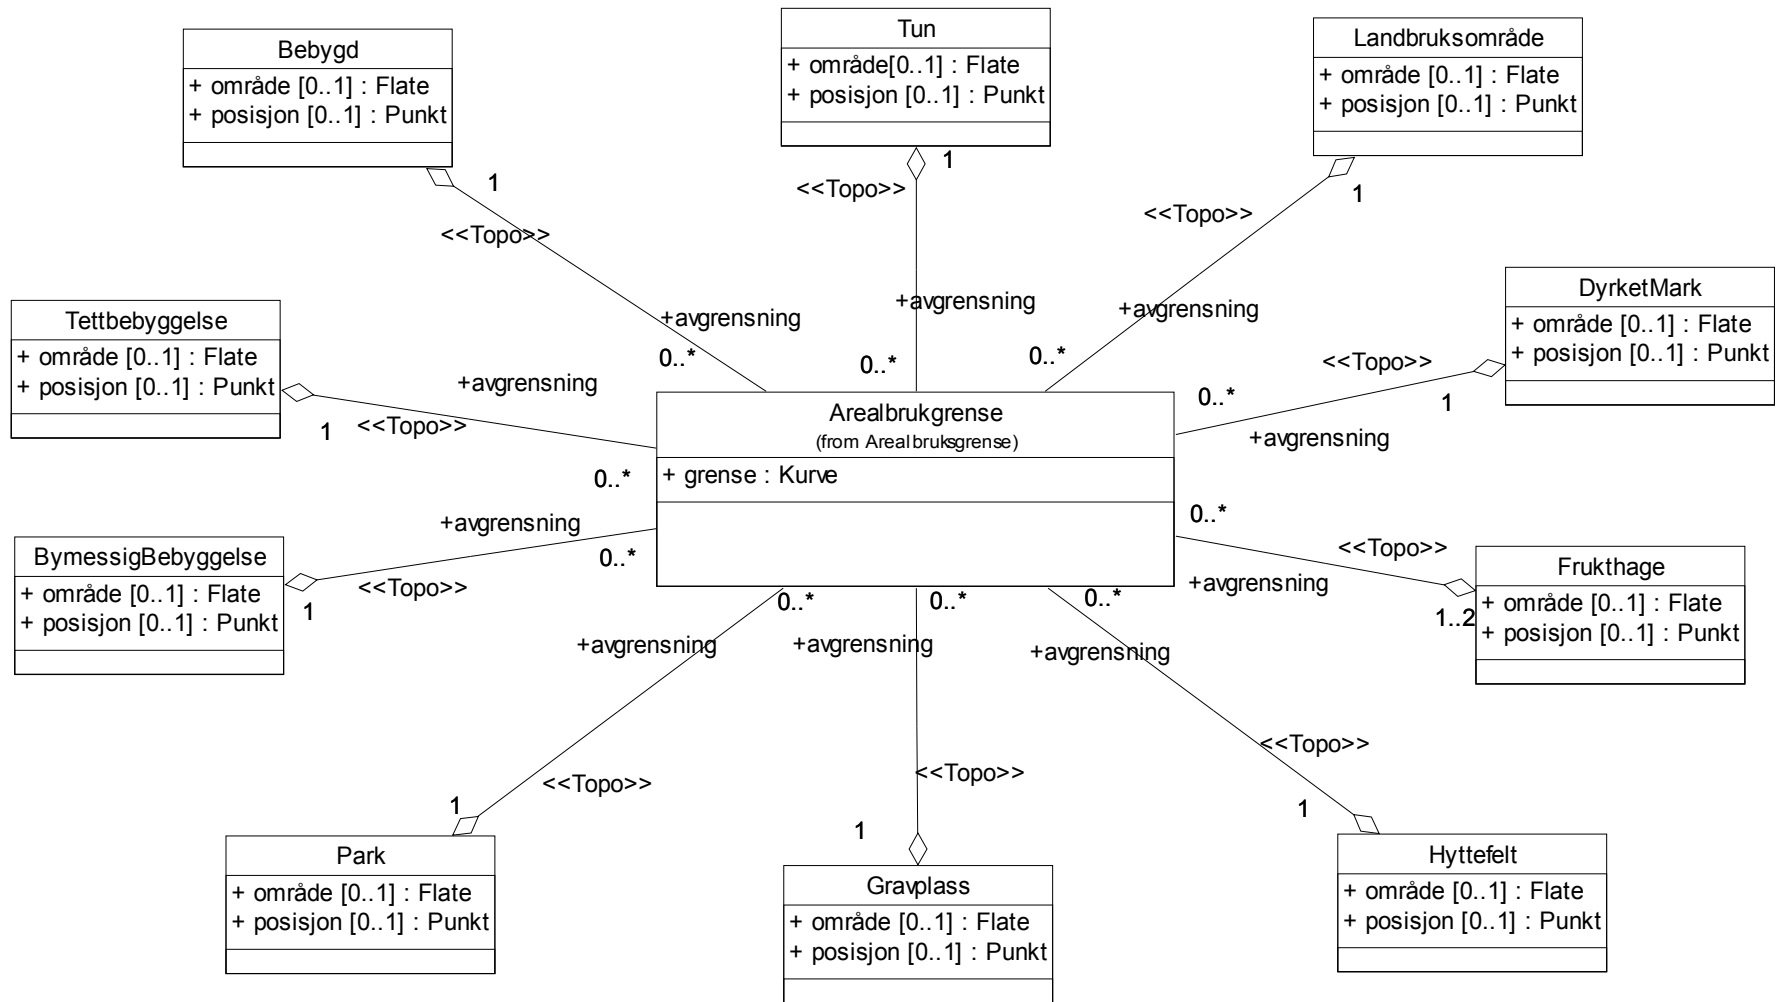 Bebygd
+ område [0..1] : Flate
+ posisjon [0..1] : Punkt
1
<<Topo>>
+avgrensning
0..*
Tun
+ område[0..1] : Flate
+ posisjon [0..1] : Punkt
1
<<Topo>>
+avgrensning
0..*
Landbruksområde
+ område [0..1] : Flate
+ posisjon [0..1] : Punkt
1
<<Topo>>
+avgrensning
0..*
Tettbebyggelse
+ område [0..1] : Flate
+ posisjon [0..1] : Punkt
1
<<Topo>>
+avgrensning
0..*
DyrketMark
+ område [0..1] : Flate
+ posisjon [0..1] : Punkt
1
<<Topo>>
+avgrensning
0..*
Arealbrukgrense
(from Arealbruksgrense)
+ grense : Kurve
BymessigBebyggelse
+ område [0..1] : Flate
+ posisjon [0..1] : Punkt
1
<<Topo>>
+avgrensning
0..*
Frukthage
+ område [0..1] : Flate
+ posisjon [0..1] : Punkt
1..2
<<Topo>>
+avgrensning
0..*
0..*
+avgrensning
<<Topo>>
1
Park
+ område [0..1] : Flate
+ posisjon [0..1] : Punkt
0..*
+avgrensning
<<Topo>>
1
Gravplass
+ område [0..1] : Flate
+ posisjon [0..1] : Punkt
0..*
+avgrensning
<<Topo>>
1
Hyttefelt
+ område [0..1] : Flate
+ posisjon [0..1] : Punkt